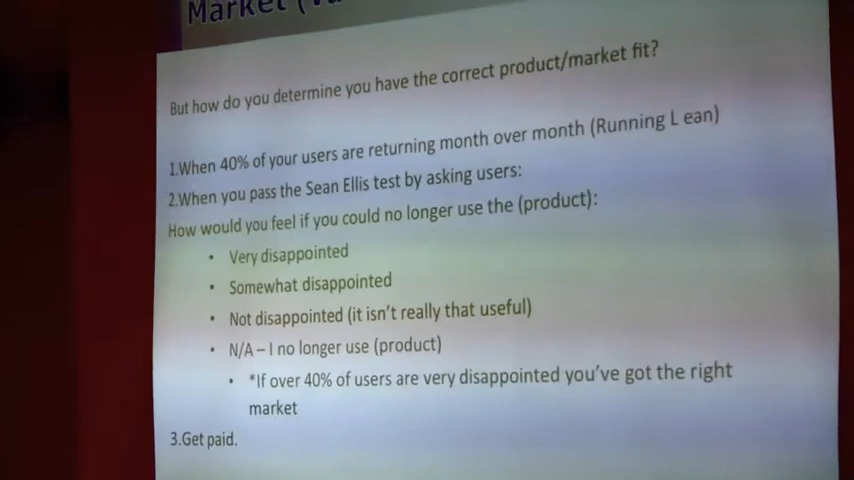 Market (Va
But how do you determine you have the correct product/market fit?
1.When 40% of your users are returning month over month (Running L ean)
2.When you pass the Sean Ellis test by asking users:
How would you feel if you could no longer use the (product):
• Very disappointed
• Somewhat disappointed
• Not disappointed (it isn't really that useful)
• N/A – I no longer use (product)
• *If over 40% of users are very disappointed you've got the right
market
3.Get paid.